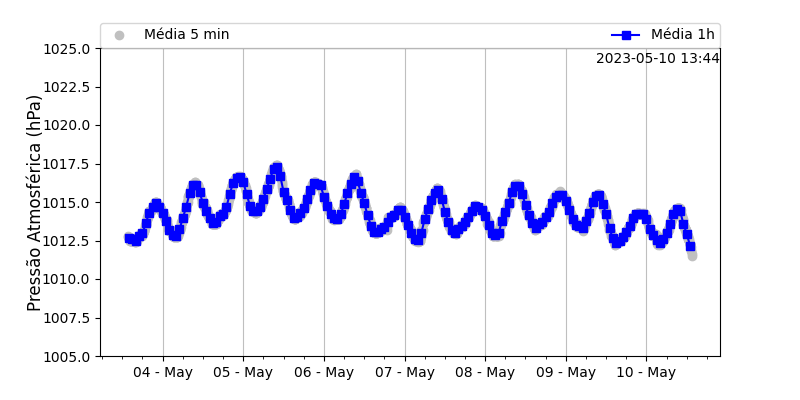 Média 5 min
Média 1h
2023-05-10 13:44
Pressão Atmosférica (hPa)
1025.0
1022.5
1020.0
1017.5
1015.0
1012.5
1010.0
1007.5
1005.0
04 - May 05 - May 06 - May 07 - May 08 - May 09 - May 10 - May